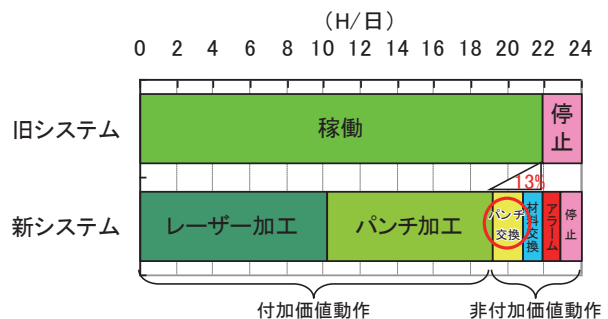 （H/日）
0 2 4 6 8 10 12 14 16 18 20 22 24
旧システム
稼働
停止
13%
新システム
レーザー加工
パンチ加工
パンチ交換
材料交換
アラーム
停止
付加価値動作
非付加価値動作